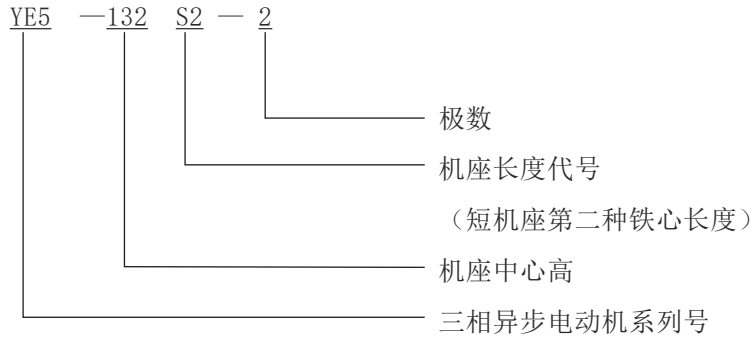 YE5 —132 S2 — 2
极数
机座长度代号
（短机座第二种铁心长度）
机座中心高
三相异步电动机系列号